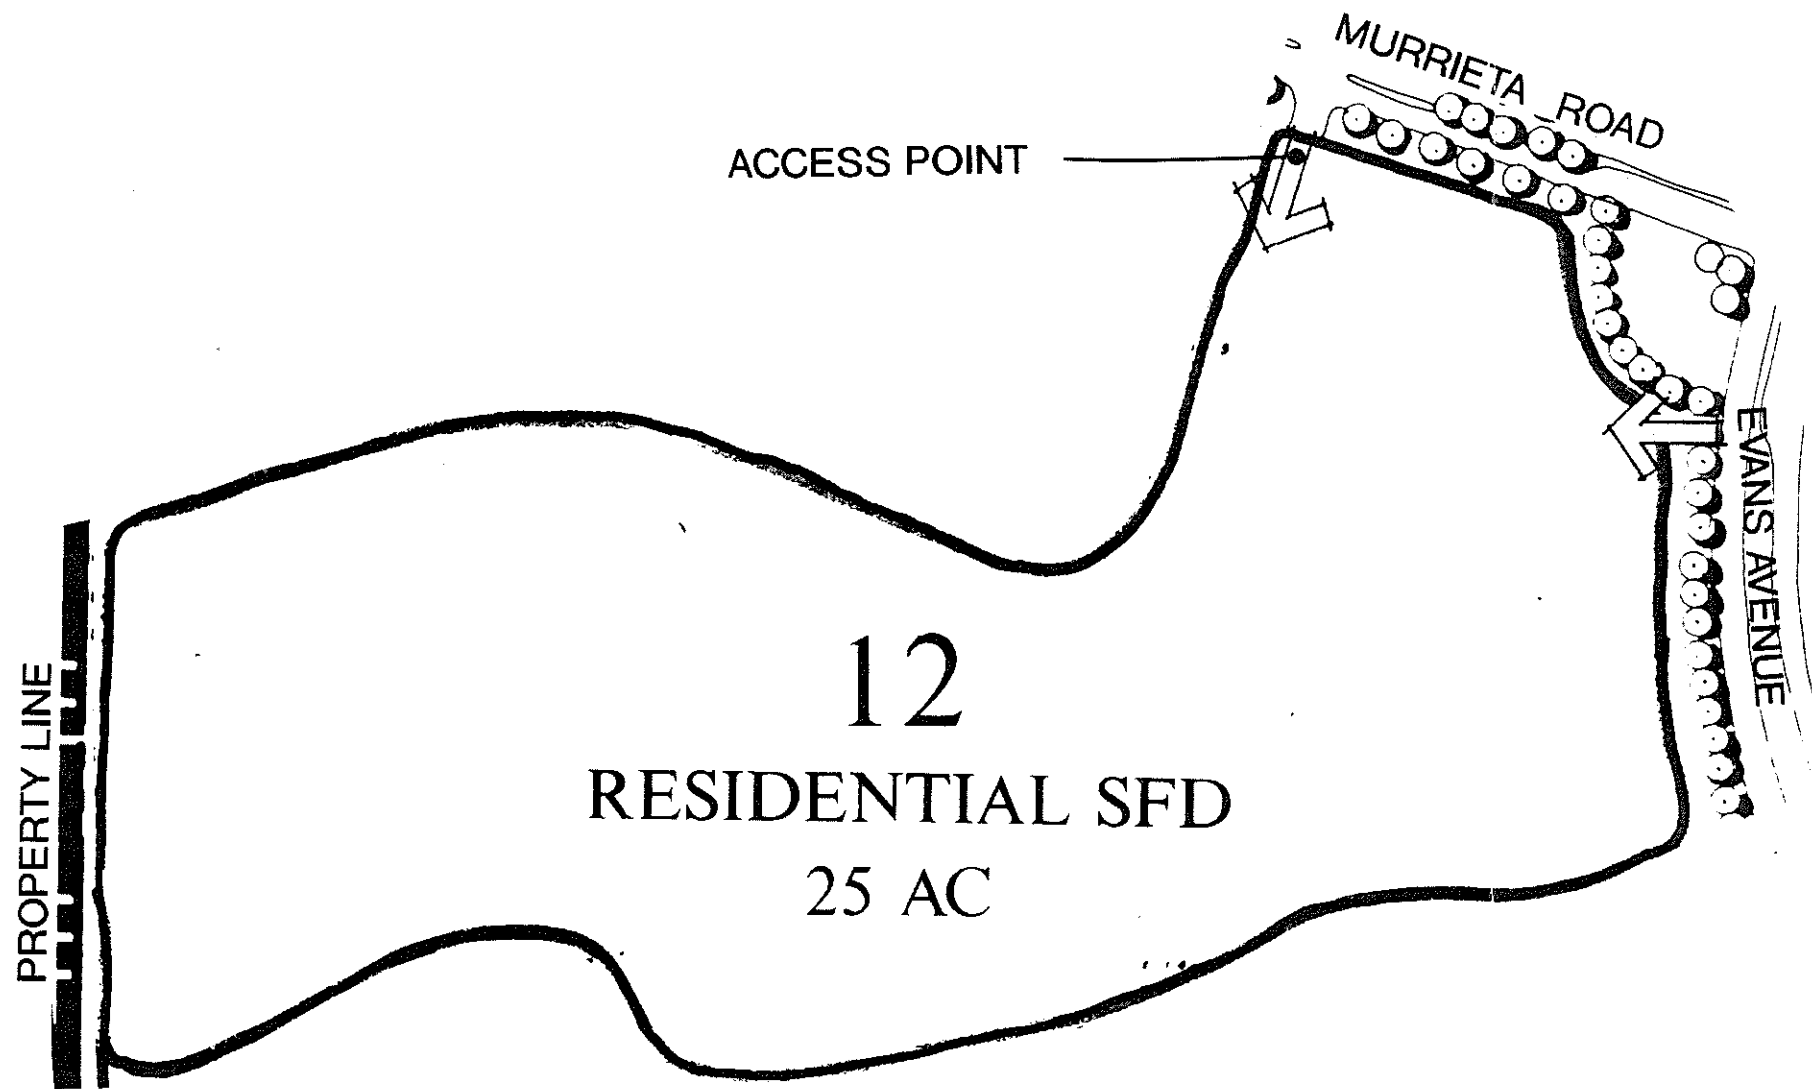 MURRIETA ROAD
ACCESS POINT
EVANS AVENUE
PROPERTY LINE
12
RESIDENTIAL SFD
25 AC